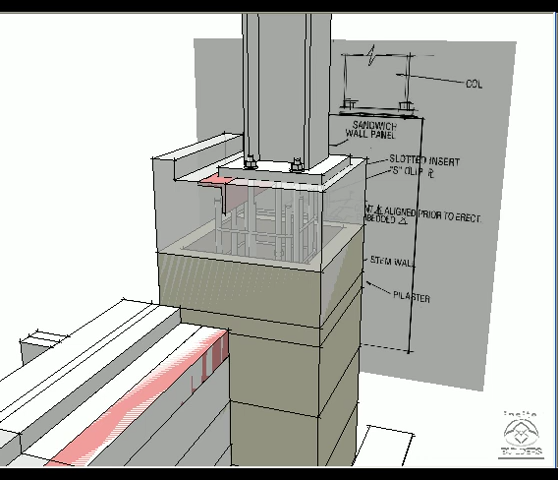 COL
SANDWICH
WALL PANEL
SLOTTED INSERT
"S" CLIP
ALIGNED PRIOR TO ERECT.
STEM WALL
PILASTER
BUILDERS